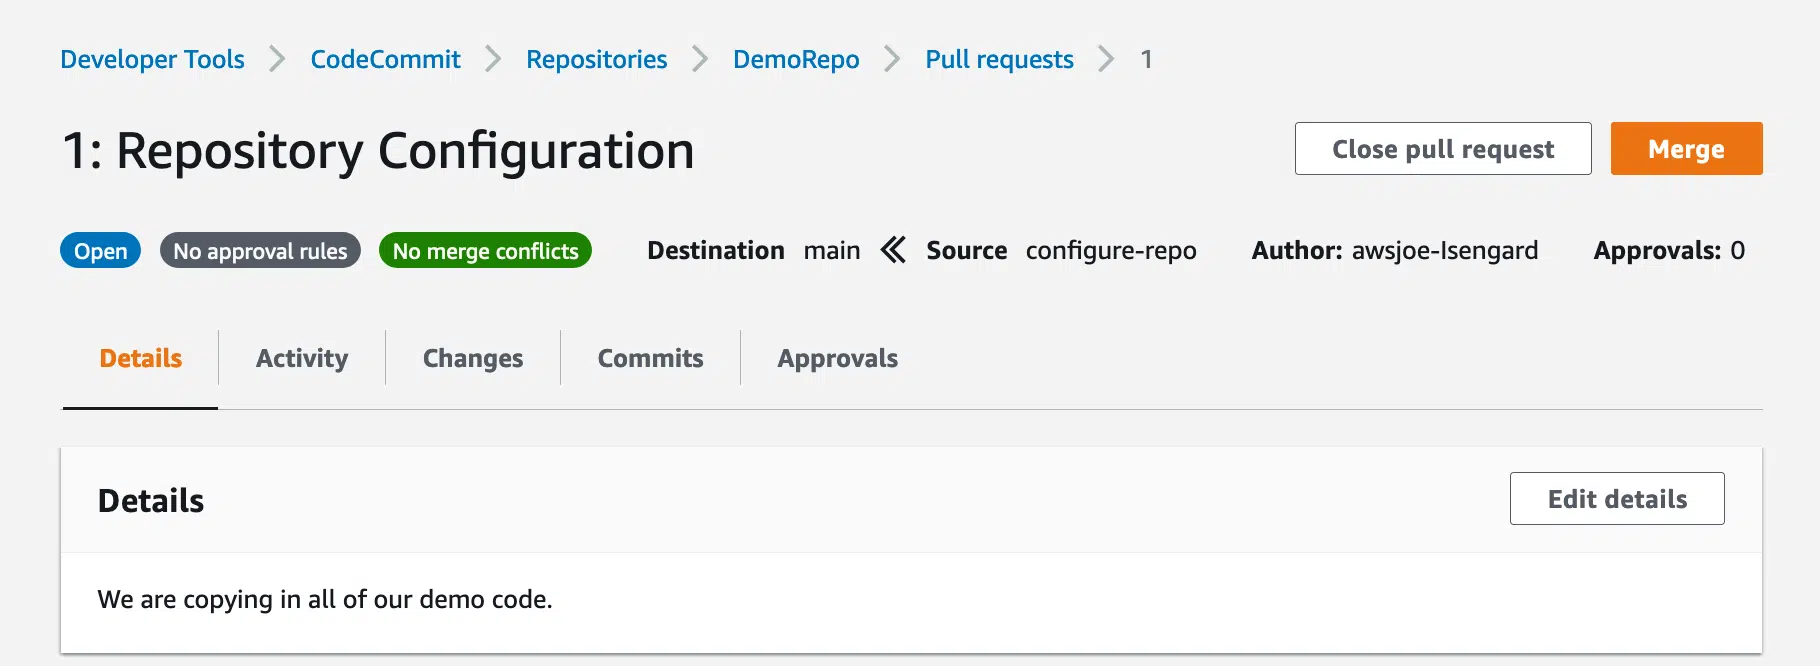 Developer Tools > CodeCommit > Repositories > DemoRepo > Pull requests > 1
1: Repository Configuration
Close pull request
Merge
Open No approval rules No merge conflicts Destination main Source configure-repo Author: awsjoe-Isengard Approvals: 0
Details Activity Changes Commits Approvals
Details
Edit details
We are copying in all of our demo code.